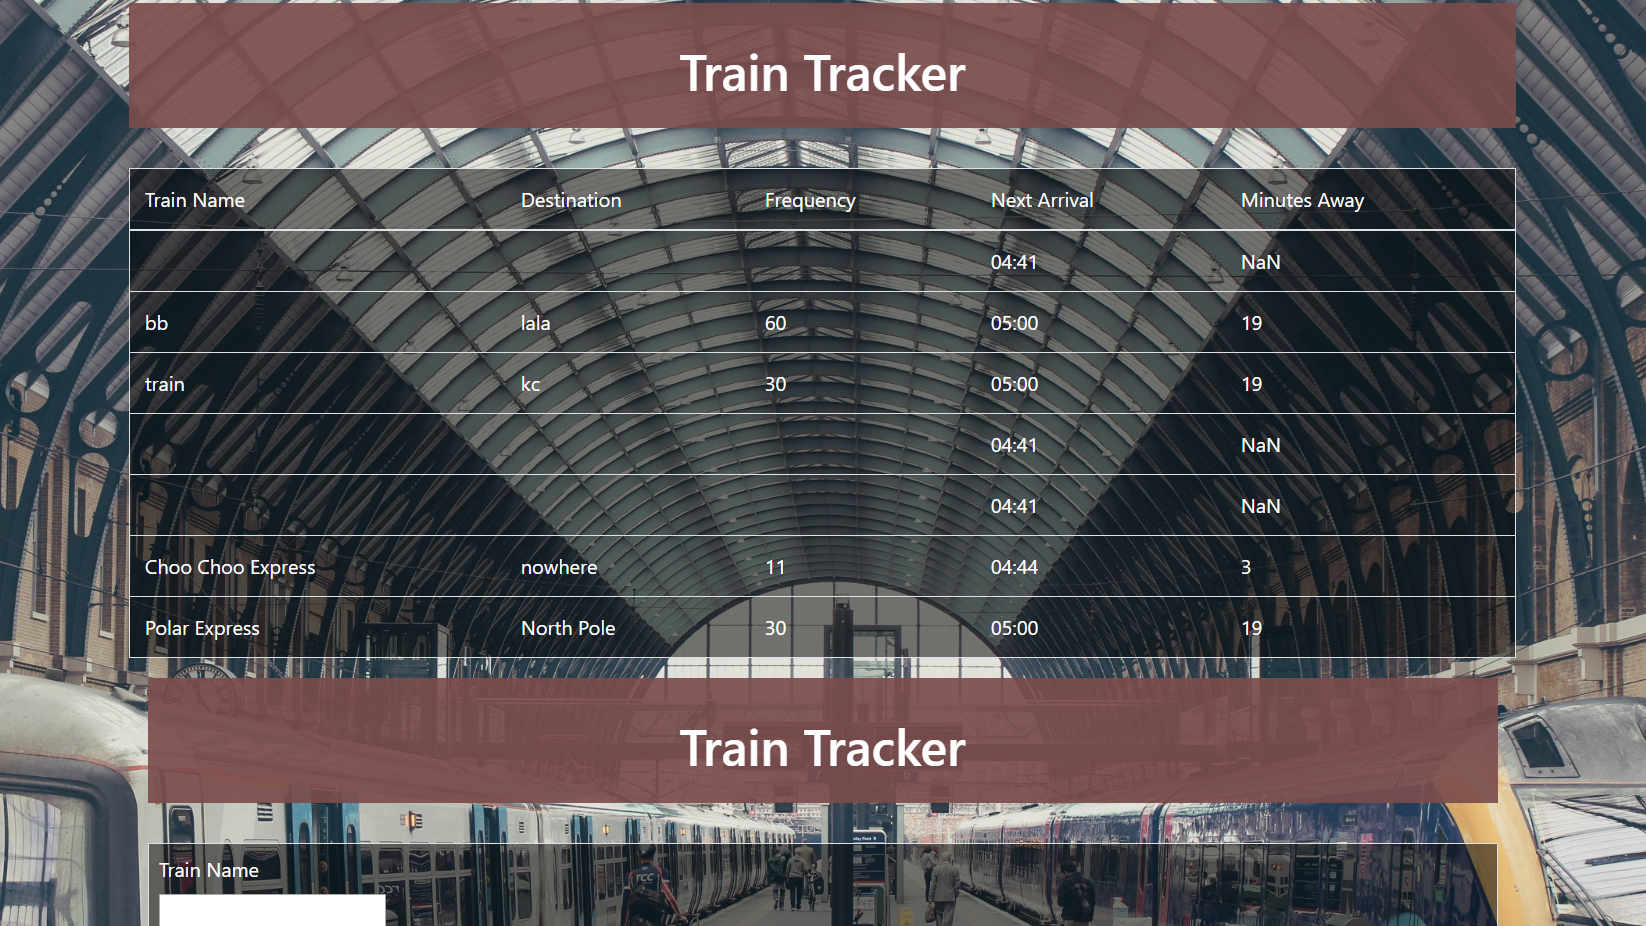 Train Tracker
Train Name Destination Frequency Next Arrival Minutes Away
04:41 NaN
bb lala 60 05:00 19
train kc 30 05:00 19
04:41 NaN
04:41 NaN
Choo Choo Express nowhere 11 04:44 3
Polar Express North Pole 30 05:00 19
Train Tracker
Train Name
TCC